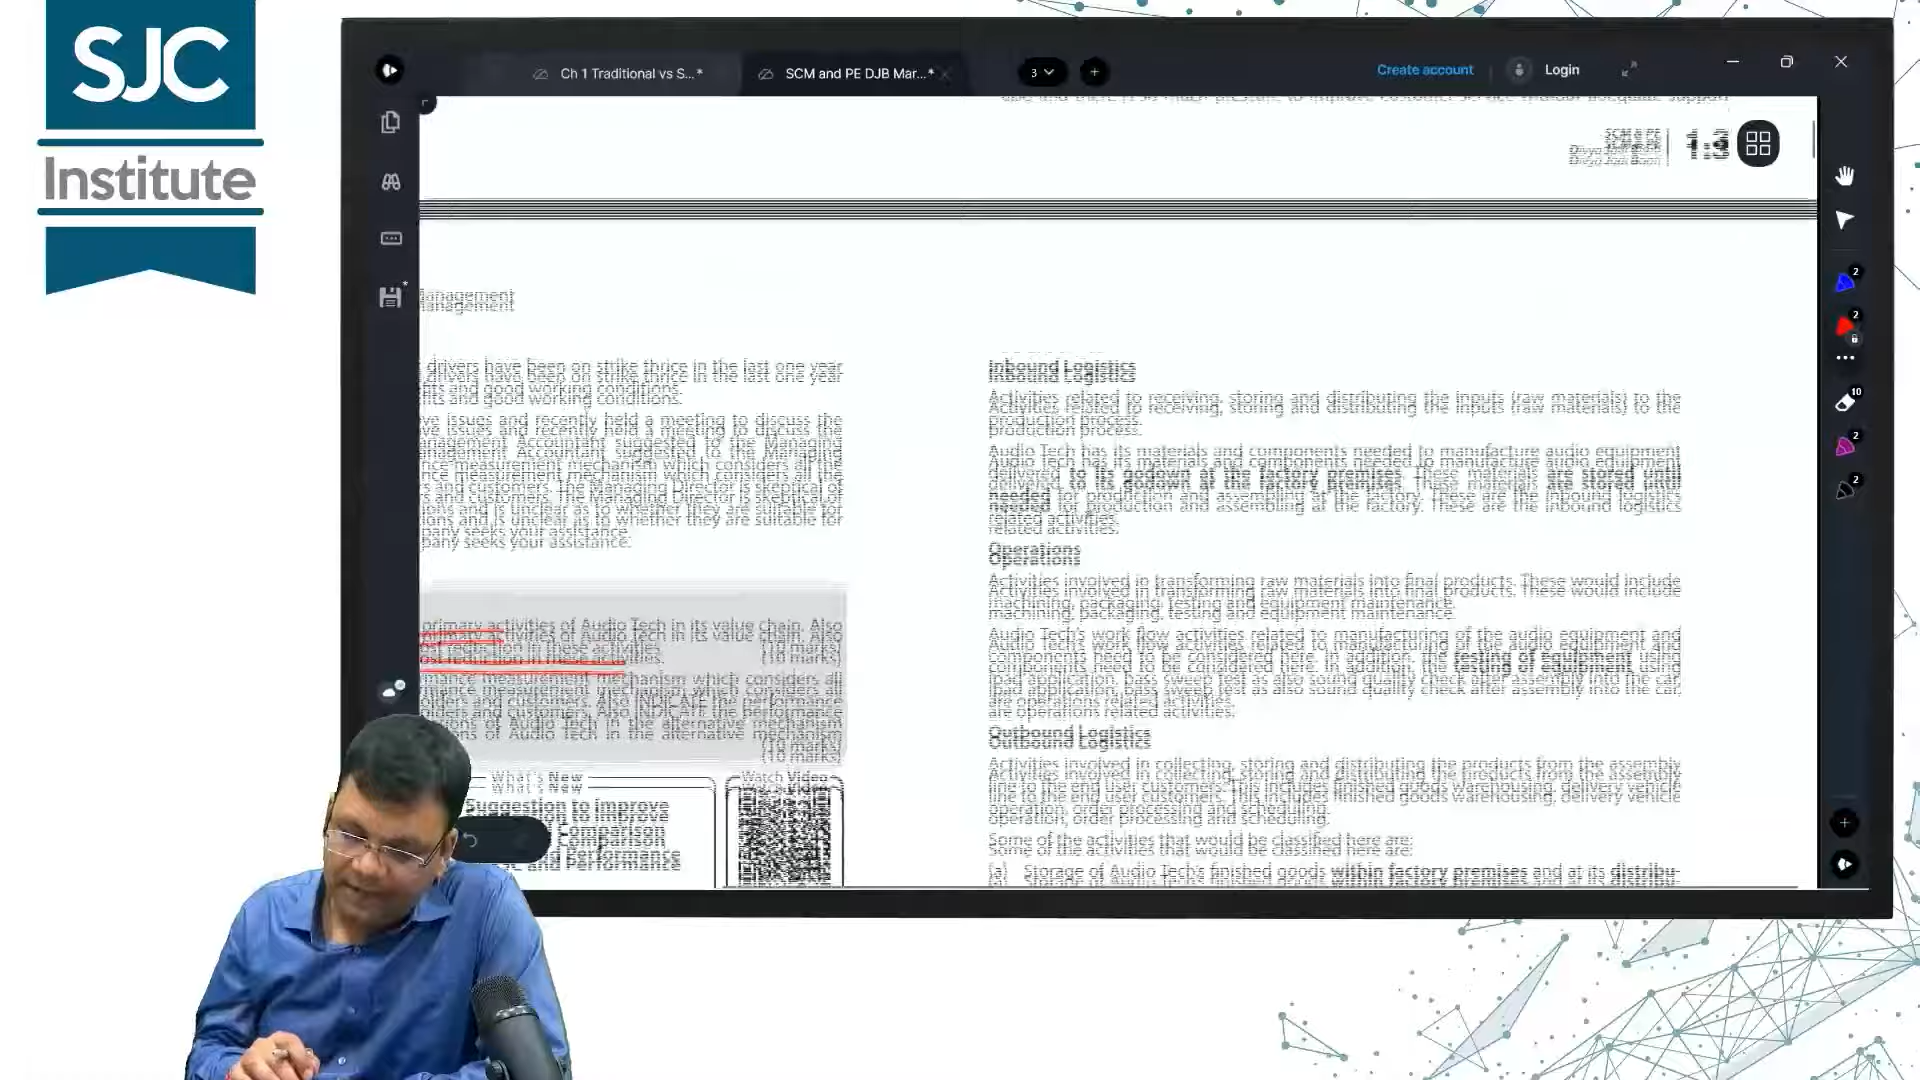 SJC
Institute
Ch 1 Traditional vs S... *
SCM and PE DJB Mar... *
3
Create account
Login
SCM & PE
1.3
Management
drivers have been on strike thrice in the last one year
fits and good working conditions.
ve issues and recently held a meeting to discuss the
anagement Accountant suggested to the Managing
nce measurement mechanism which considers all the
rs and customers. The Managing Director is skeptical of
ions and is unclear as to whether they are suitable for
pany seeks your assistance.
primary activities of Audio Tech in its value chain. Also
ost reduction in these activities. (10 marks)
mance measurement mechanism which considers all
olders and customers. Also INDICATE the performance
ions of Audio Tech in the alternative mechanism
(10 marks)
What's New
Suggestion to Improve
Comparison
and Performance
Watch Video
Inbound Logistics
Activities related to receiving, storing and distributing the inputs (raw materials) to the
production process.
Audio Tech has its materials and components needed to manufacture audio equipment
delivered to its godown at the factory premises. These materials are stored until
needed for production and assembling at the factory. These are the inbound logistics
related activities.
Operations
Activities involved in transforming raw materials into final products. These would include
machining, packaging, testing and equipment maintenance.
Audio Tech's work flow activities related to manufacturing of the audio equipment and
components need to be considered here. In addition, the testing of equipment using
Ipad application, bass sweep test as also sound quality check after assembly into the car,
are operations related activities.
Outbound Logistics
Activities involved in collecting, storing and distributing the products from the assembly
line to the end user customers. This includes finished goods warehousing, delivery vehicle
operation, order processing and scheduling.
Some of the activities that would be classified here are:
(a) Storage of Audio Tech's finished goods within factory premises and at its distribu-
2
2
10
2
2